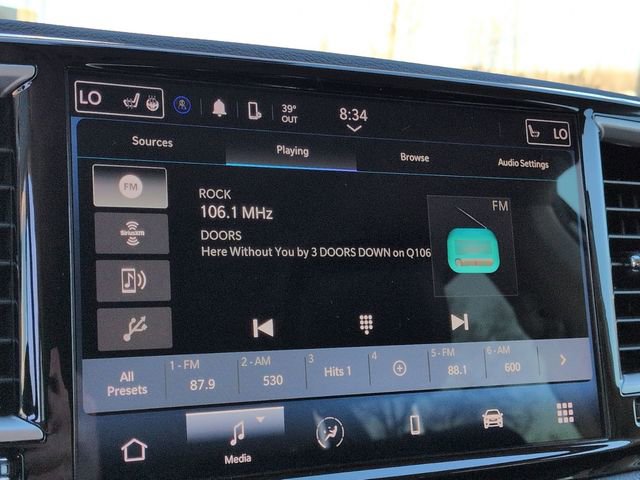 LO
39°
OUT
8:34
LO
Sources
Playing
Browse
Audio Settings
FM
SiriusXM
ROCK
106.1 MHz
DOORS
Here Without You by 3 DOORS DOWN on Q106
FM
All
Presets
1 - FM
87.9
2 - AM
530
3
Hits 1
4
5 - FM
88.1
6 - AM
600
Media